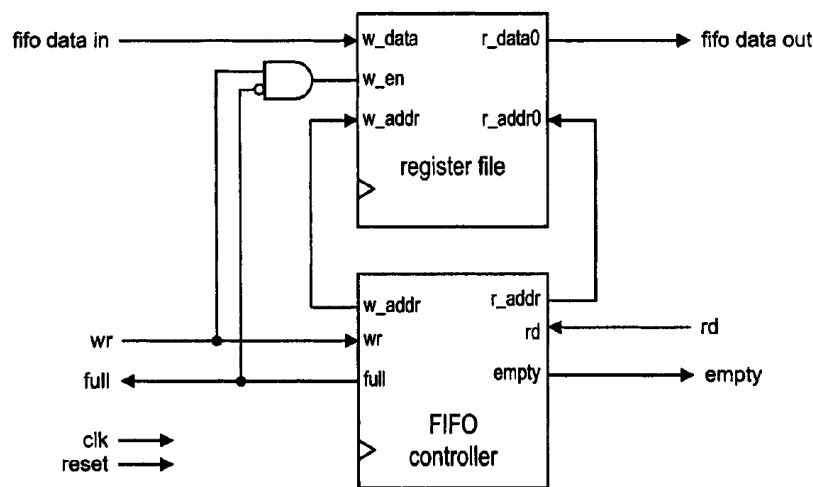 fifo data in
w_data
r_data0
fifo data out
w_en
w_addr
r_addr0
register file
w_addr
r_addr
wr
wr
rd
rd
full
full
empty
empty
clk
reset
FIFO
controller